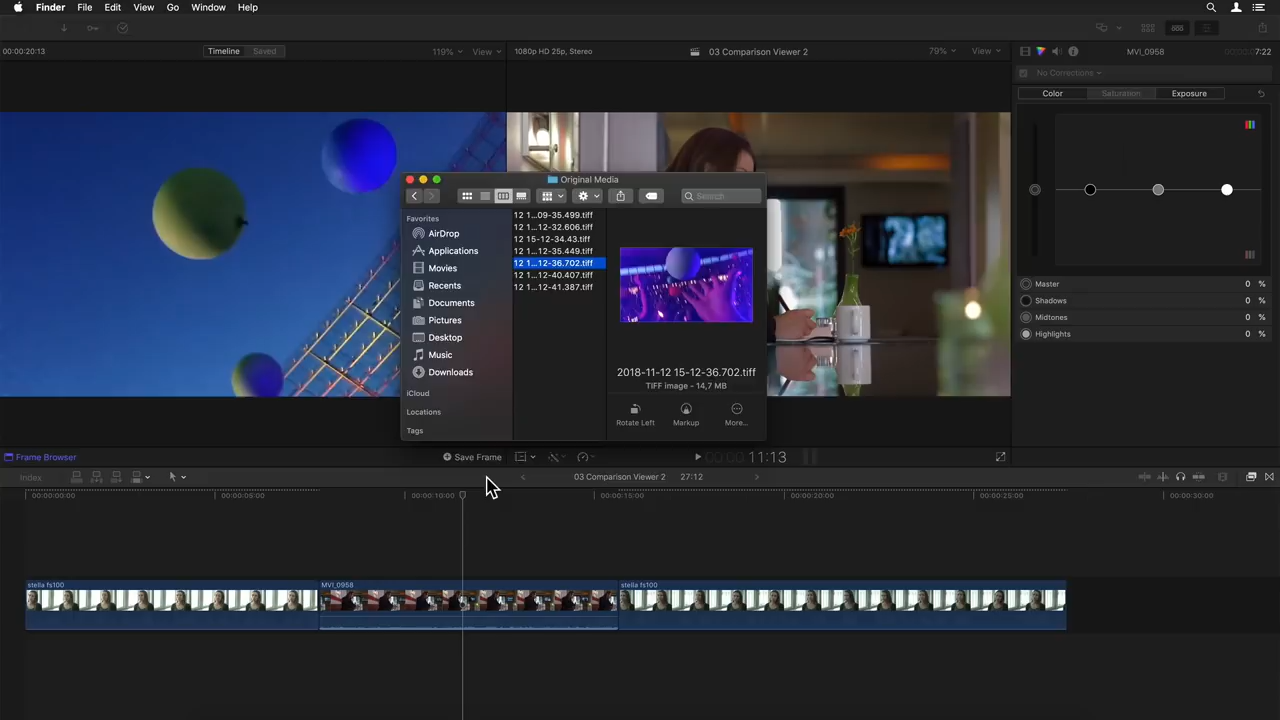 Finder File Edit View Go Window Help
00:00:20:13 Timeline Saved 119% View 1080p HD 25p, Stereo 03 Comparison Viewer 2 79% View MVI_0958 7:22
No Corrections
Color Saturation Exposure
Original Media
Search
Favorites
AirDrop
Applications
Movies
Recents
Documents
Pictures
Desktop
Music
Downloads
iCloud
Locations
Tags
12 1...09-35.499.tiff
12 1...12-32.606.tiff
12 15-12-34.43.tiff
12 1...12-35.449.tiff
12 1...12-36.702.tiff
12 1...12-40.407.tiff
12 1...12-41.387.tiff
2018-11-12 15-12-36.702.tiff
TIFF image - 14,7 MB
Rotate Left Markup More...
Master 0 %
Shadows 0 %
Midtones 0 %
Highlights 0 %
Frame Browser Save Frame 11:13
Index 03 Comparison Viewer 2 27:12
00:00:00:00 00:00:05:00 00:00:10:00 00:00:15:00 00:00:20:00 00:00:25:00 00:00:30:00
stella fs100 MVI_0958 stella fs100